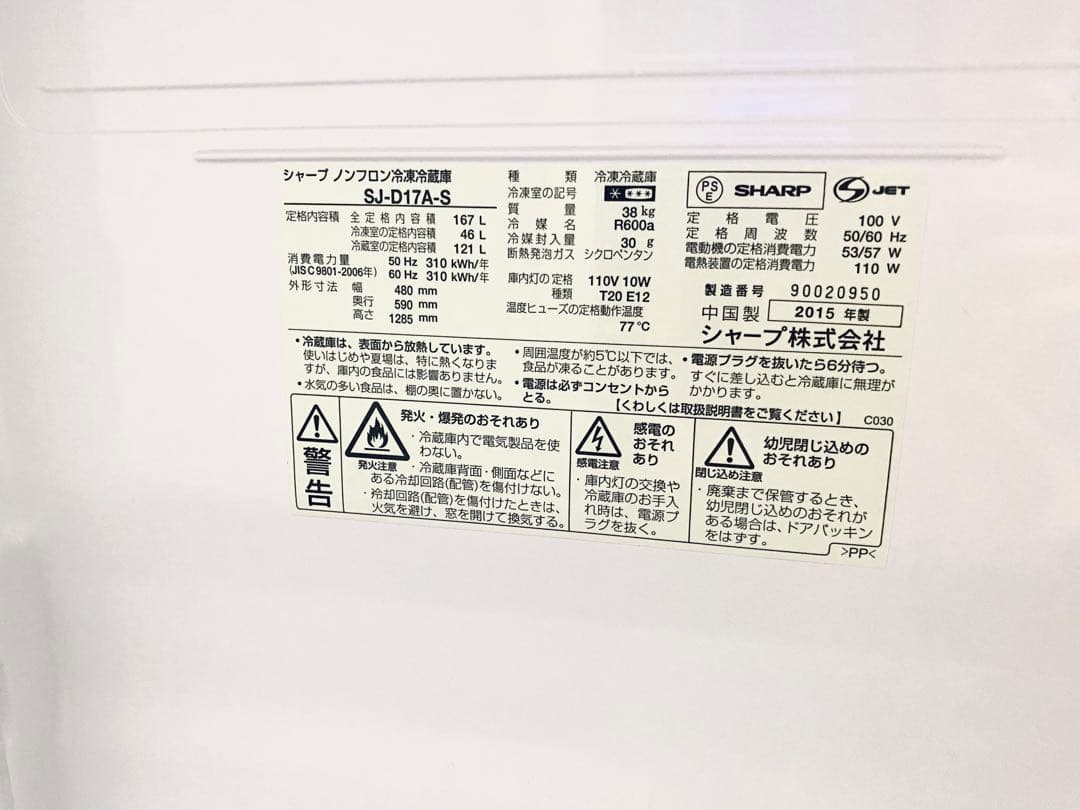 シャープ ノンフロン冷凍冷蔵庫
SJ-D17A-S
定格内容積 全定格内容積 167 L
冷凍室の定格内容積 46 L
冷蔵室の定格内容積 121 L
消費電力量 50 Hz 310 kWh/年
(JIS C 9801-2006年) 60 Hz 310 kWh/年
外形寸法 幅 480 mm
奥行 590 mm
高さ 1285 mm
種類 冷凍冷蔵庫
冷凍室の記号
質量 38 kg
冷媒名 R600a
冷媒封入量 30 g
断熱発泡ガス シクロペンタン
庫内灯の定格 110V 10W
種類 T20 E12
温度ヒューズの定格動作温度
77℃
PS
E
SHARP
S JET
定格電圧 100 V
定格周波数 50/60 Hz
電動機の定格消費電力 53/57 W
電熱装置の定格消費電力 110 W
製造番号 90020950
中国製 2015 年製
シャープ株式会社
・冷蔵庫は、表面から放熱しています。
使いはじめや夏場は、特に熱くなりま
すが、庫内の食品には影響ありません。
・水気の多い食品は、棚の奥に置かない。
・周囲温度が約5℃以下では、
食品が凍ることがあります。
・電源は必ずコンセントから
とる。
・電源プラグを抜いたら6分待つ。
すぐに差し込むと冷蔵庫に無理が
かかります。
【くわしくは取扱説明書をご覧ください】 C030
警告
発火・爆発のおそれあり
発火注意
・冷蔵庫内で電気製品を使
わない。
・冷蔵庫背面・側面などに
ある冷却回路(配管)を傷付けない。
・冷却回路(配管)を傷付けたときは、
火気を避け、窓を開けて換気する。
感電の
おそれ
あり
感電注意
・庫内灯の交換や
冷蔵庫のお手入
れ時は、電源プ
ラグを抜く。
幼児閉じ込めの
おそれあり
閉じ込め注意
・廃棄まで保管するとき、
幼児閉じ込めのおそれが
ある場合は、ドアパッキン
をはずす。
>PP<